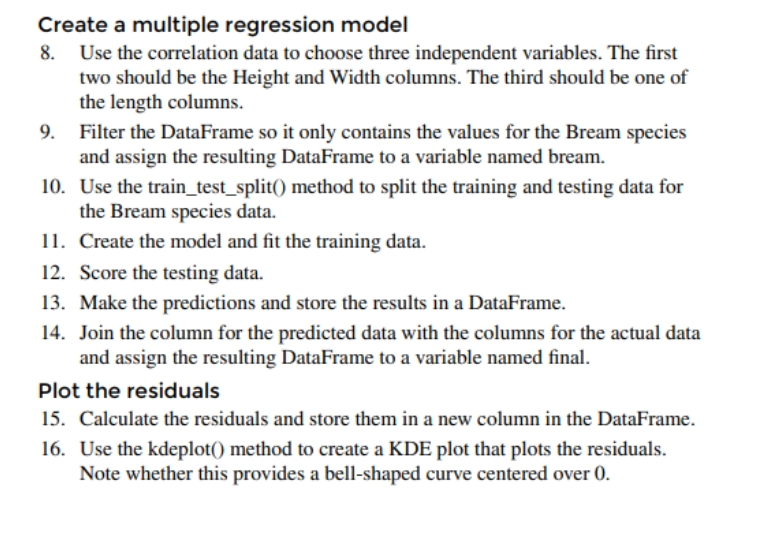 Create a multiple regression model
8. Use the correlation data to choose three independent variables. The first
two should be the Height and Width columns. The third should be one of
the length columns.
9. Filter the DataFrame so it only contains the values for the Bream species
and assign the resulting DataFrame to a variable named bream.
10. Use the train_test_split() method to split the training and testing data for
the Bream species data.
11. Create the model and fit the training data.
12. Score the testing data.
13. Make the predictions and store the results in a DataFrame.
14. Join the column for the predicted data with the columns for the actual data
and assign the resulting DataFrame to a variable named final.
Plot the residuals
15. Calculate the residuals and store them in a new column in the DataFrame.
16. Use the kdeplot() method to create a KDE plot that plots the residuals.
Note whether this provides a bell-shaped curve centered over 0.